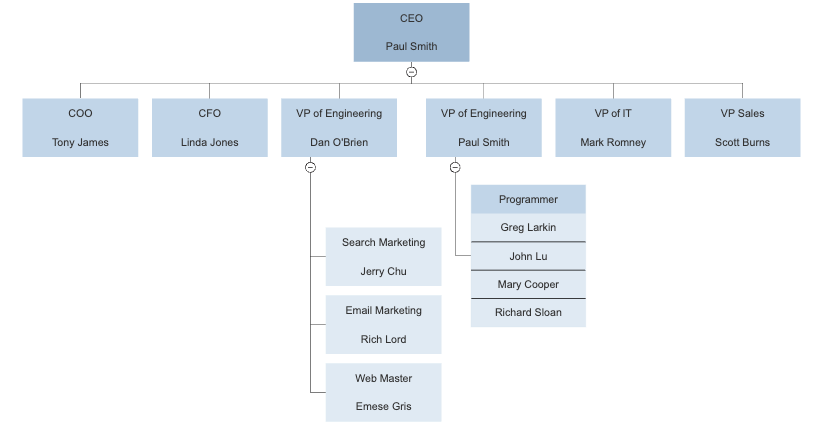 CEO
Paul Smith
COO
Tony James
CFO
Linda Jones
VP of Engineering
Dan O'Brien
VP of Engineering
Paul Smith
VP of IT
Mark Romney
VP Sales
Scott Burns
Search Marketing
Jerry Chu
Email Marketing
Rich Lord
Web Master
Emese Gris
Programmer
Greg Larkin
John Lu
Mary Cooper
Richard Sloan